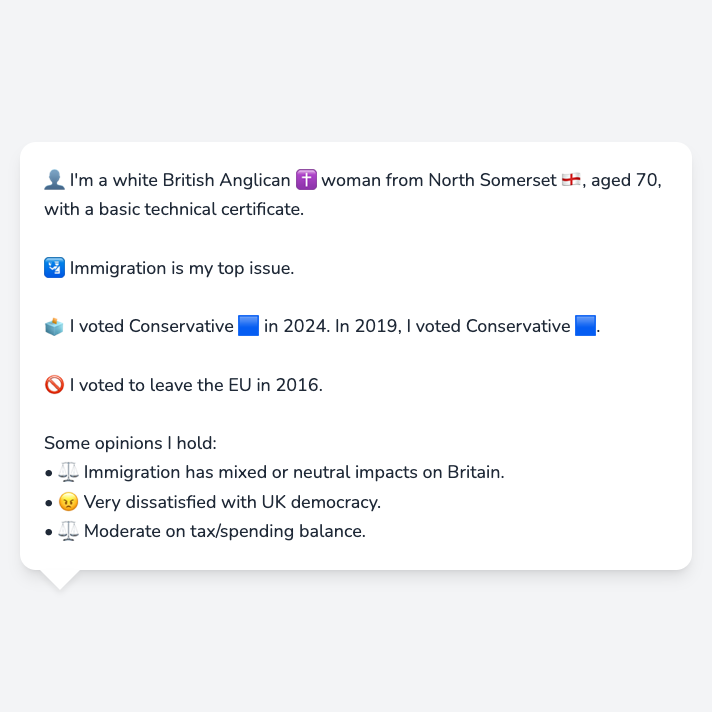 👤 I'm a white British Anglican ✝️ woman from North Somerset 🏴󠁧󠁢󠁥󠁮󠁧󠁿, aged 70,
with a basic technical certificate.
🛂 Immigration is my top issue.
🗳️ I voted Conservative 🟦 in 2024. In 2019, I voted Conservative 🟦.
🚫 I voted to leave the EU in 2016.
Some opinions I hold:
• ⚖️ Immigration has mixed or neutral impacts on Britain.
• 😠 Very dissatisfied with UK democracy.
• ⚖️ Moderate on tax/spending balance.